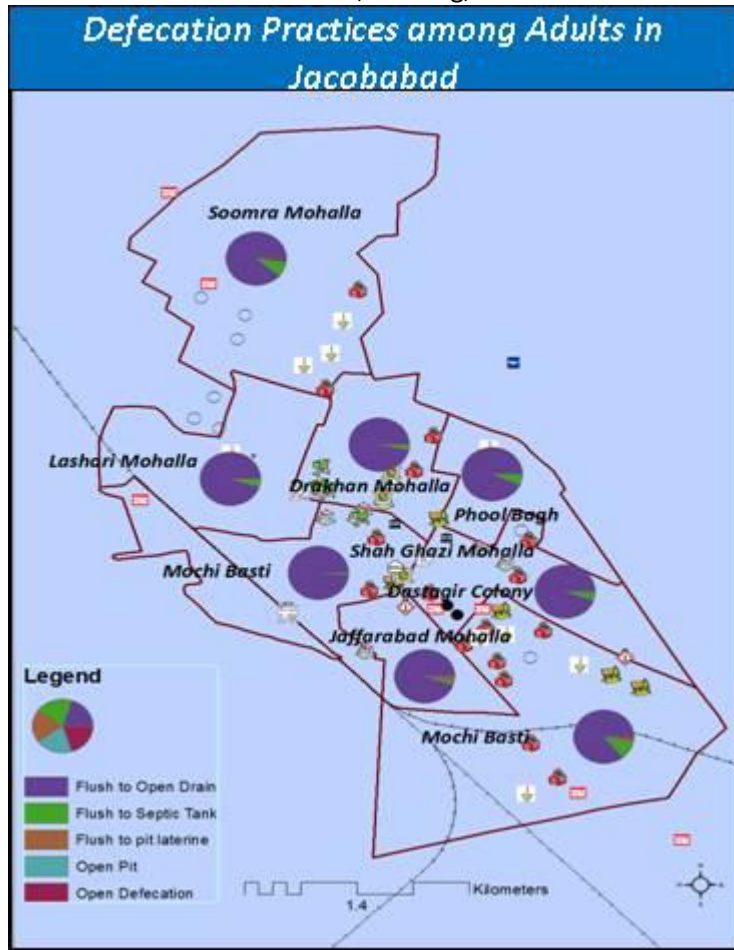 Defecation Practices among Adults in
Jacobabad
Soomra Mohalla
Lashari Mohalla
Drakhan Mohalla
Phool Bagh
Shah Ghazi Mohalla
Mochi Basti
Dastagir Colony
Jaffarabad Mohalla
Mochi Basti
Legend
Flush to Open Drain
Flush to Septic Tank
Flush to pit laterine
Open Pit
Open Defecation
Kilometers
1.4